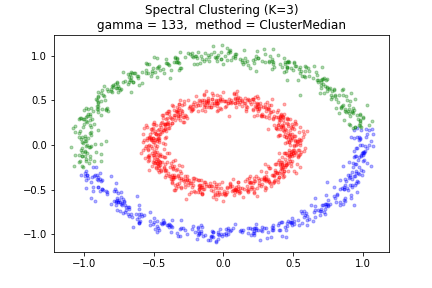 Spectral Clustering (K=3)
gamma = 133,  method = ClusterMedian
1.0
0.5
0.0
−0.5
−1.0
−1.0 −0.5 0.0 0.5 1.0